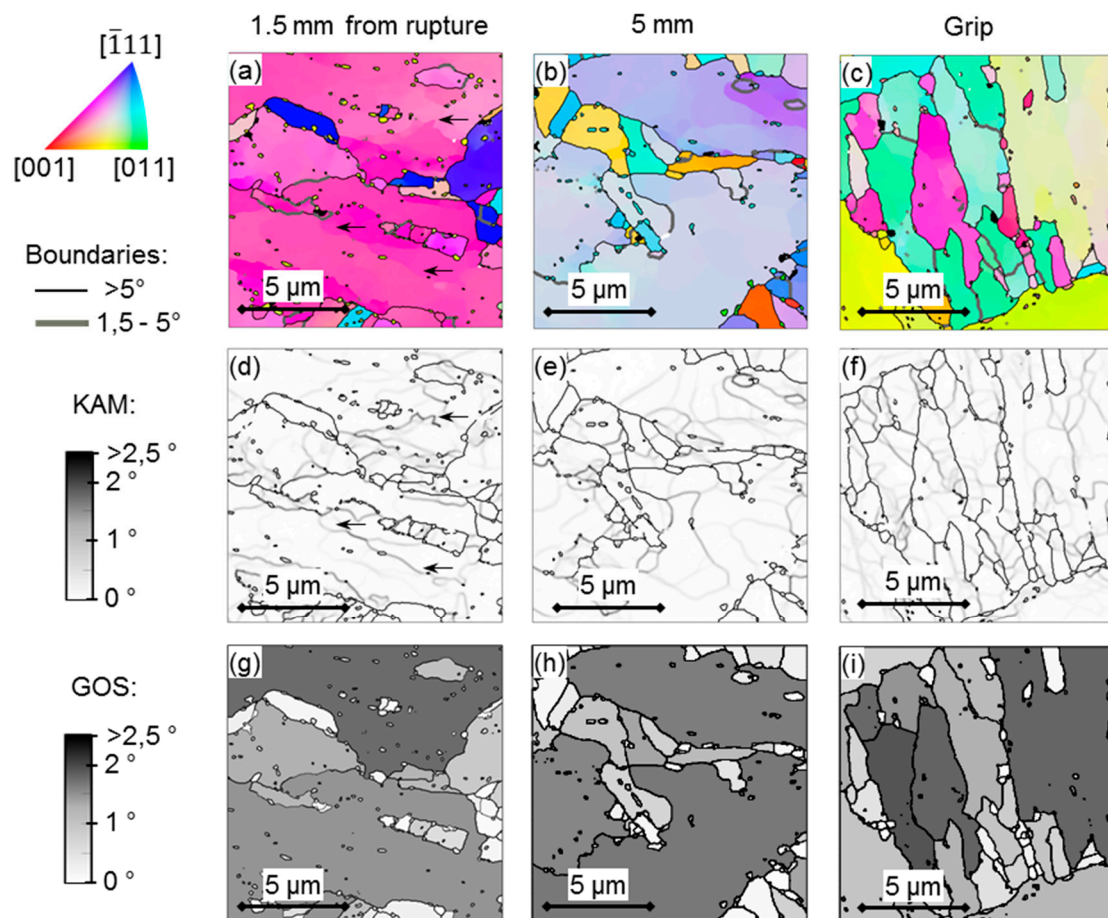 1.5 mm from rupture
5 mm
Grip
[1̅11]
[001]
[011]
Boundaries:
>5°
1,5 - 5°
(a)
5 µm
(b)
5 µm
(c)
5 µm
KAM:
>2,5 °
2 °
1 °
0 °
(d)
5 µm
(e)
5 µm
(f)
5 µm
GOS:
>2,5 °
2 °
1 °
0 °
(g)
5 µm
(h)
5 µm
(i)
5 µm